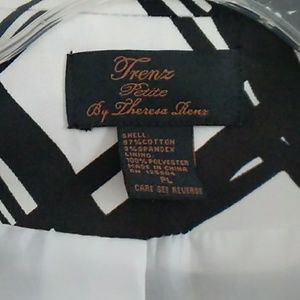 Trenz
Petite
By Theresa Renz
SHELL:
97%COTTON
3%SPANDEX
LINING:
100%POLYESTER
MADE IN CHINA
PL
CARE SEE REVERSE